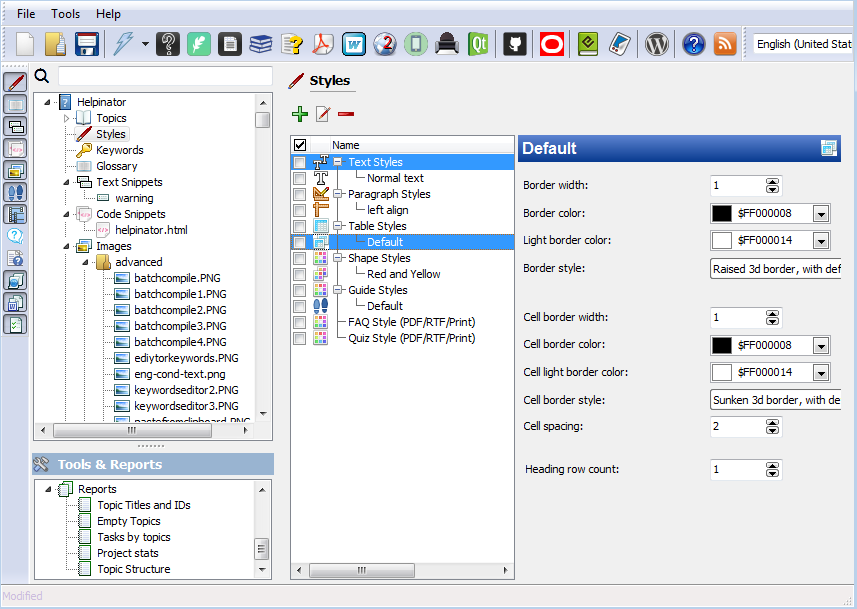 File Tools Help
English (United Stat
Helpinator
Topics
Styles
Keywords
Glossary
Text Snippets
warning
Code Snippets
helpinator.html
Images
advanced
batchcompile.PNG
batchcompile1.PNG
batchcompile2.PNG
batchcompile3.PNG
batchcompile4.PNG
ediytorkeywords.PNG
eng-cond-text.png
keywordseditor2.PNG
keywordseditor3.PNG
pastefromclipboard.PNG
Tools & Reports
Reports
Topic Titles and IDs
Empty Topics
Tasks by topics
Project stats
Topic Structure
Styles
Name
Text Styles
Normal text
Paragraph Styles
left align
Table Styles
Default
Shape Styles
Red and Yellow
Guide Styles
Default
FAQ Style (PDF/RTF/Print)
Quiz Style (PDF/RTF/Print)
Default
Border width: 1
Border color: $FF000008
Light border color: $FF000014
Border style: Raised 3d border, with def
Cell border width: 1
Cell border color: $FF000008
Cell light border color: $FF000014
Cell border style: Sunken 3d border, with de
Cell spacing: 2
Heading row count: 1
Modified